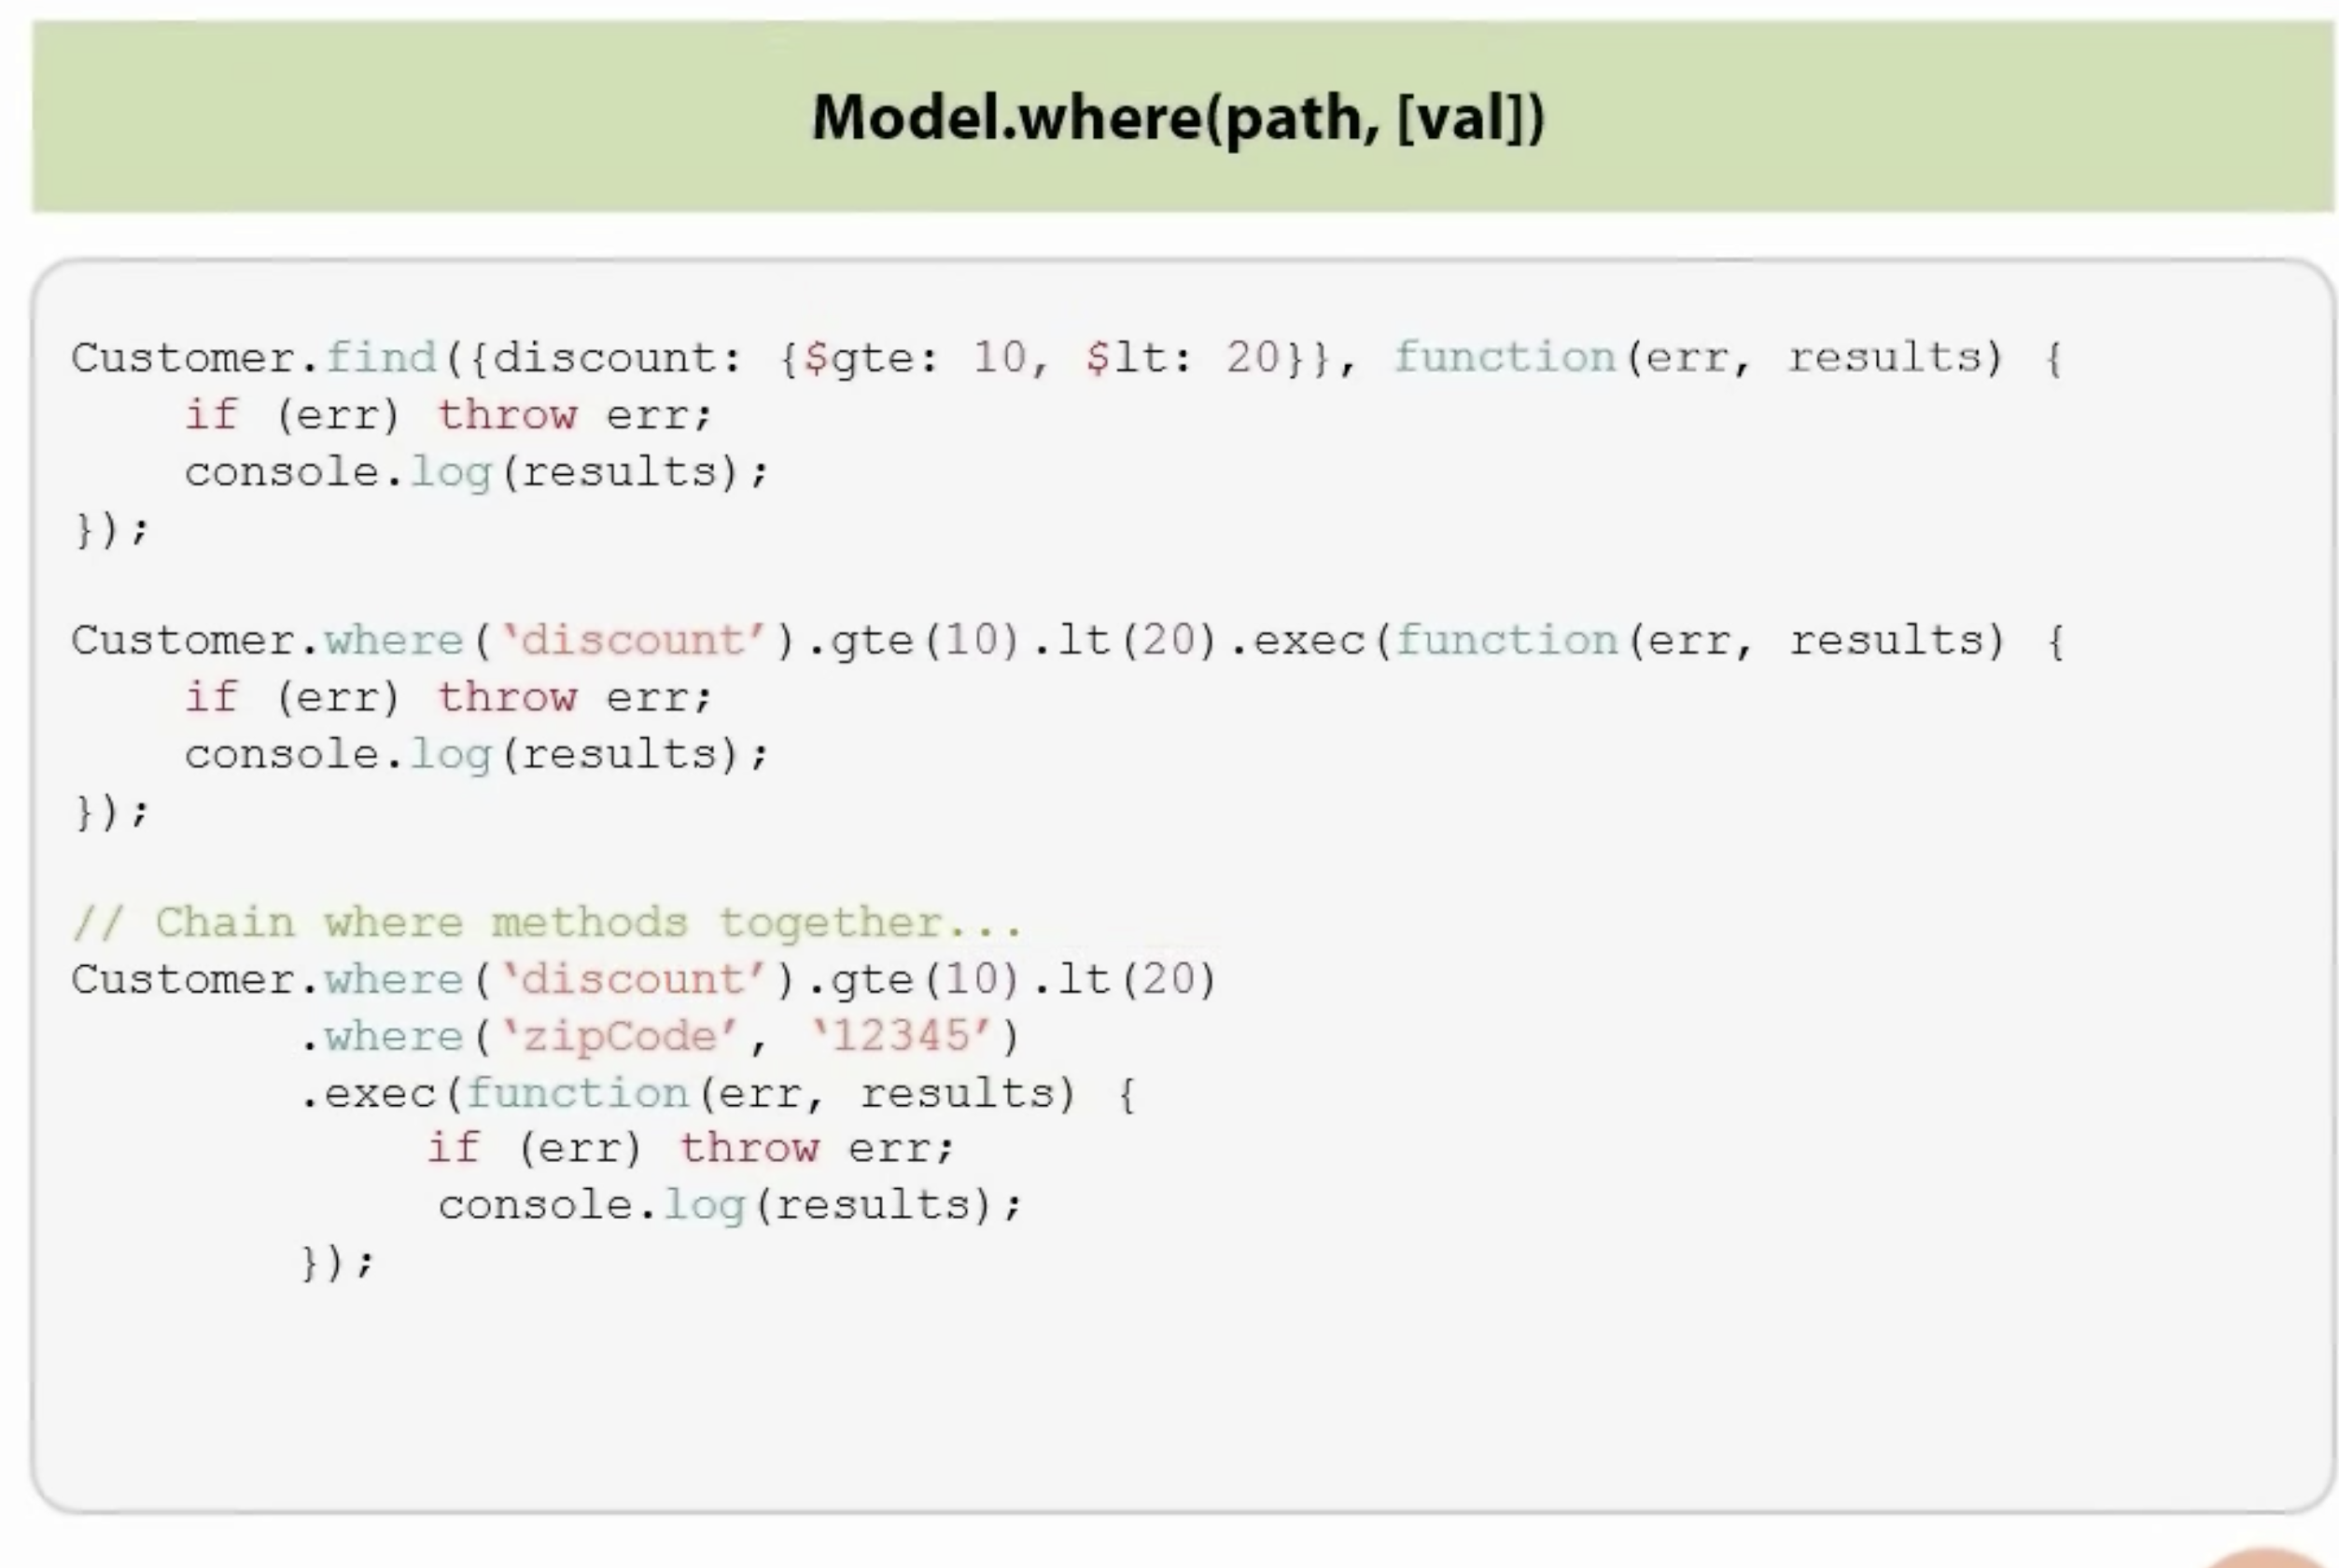 Model.where(path, [val])
Customer.find({discount: {$gte: 10, $lt: 20}}, function(err, results) {
    if (err) throw err;
    console.log(results);
});
Customer.where(‛discount’).gte(10).lt(20).exec(function(err, results) {
    if (err) throw err;
    console.log(results);
});
// Chain where methods together...
Customer.where(‛discount’).gte(10).lt(20)
        .where(‛zipCode’, ‛12345’)
        .exec(function(err, results) {
            if (err) throw err;
            console.log(results);
        });